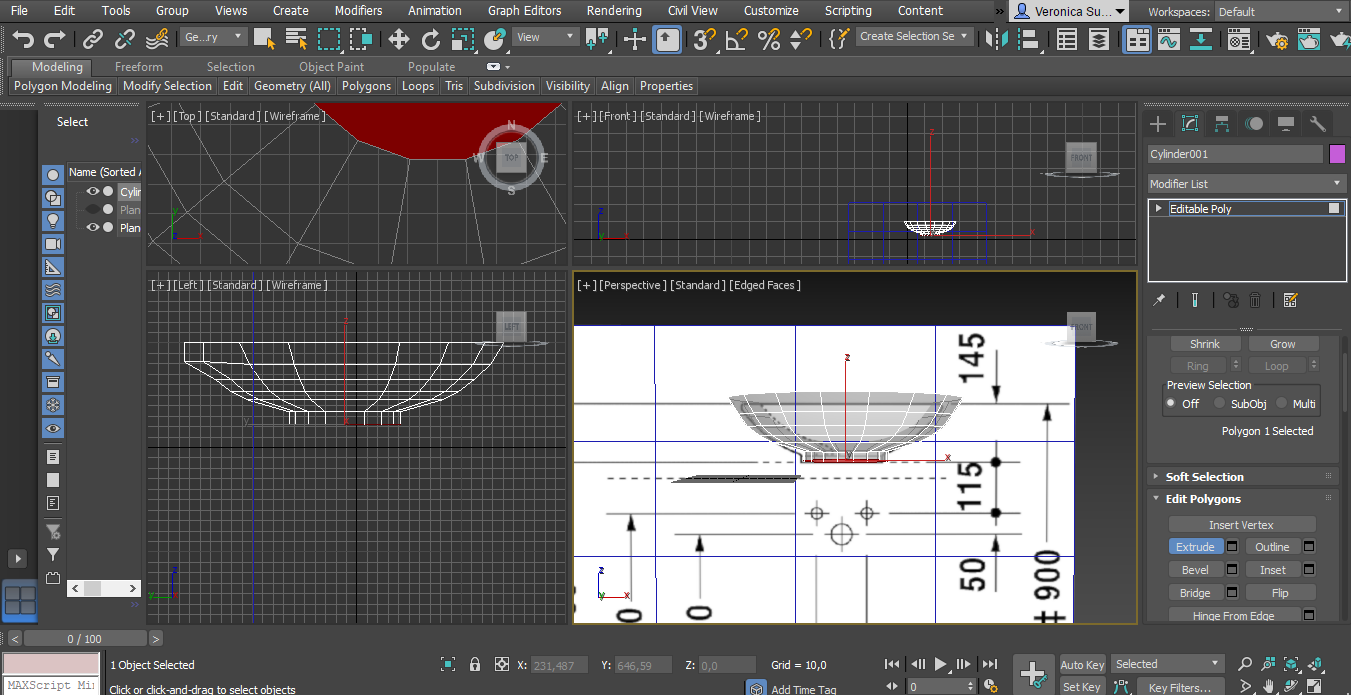 File Edit Tools Group Views Create Modifiers Animation Graph Editors Rendering Civil View Customize Scripting Content » Veronica Su... Workspaces: Default
Ge...ry View Create Selection Se
Modeling Freeform Selection Object Paint Populate
Polygon Modeling Modify Selection Edit Geometry (All) Polygons Loops Tris Subdivision Visibility Align Properties
Select
Name (Sorted A
Cylin
Plan
Plan
[+] [Top] [Standard] [Wireframe]
N
W TOP E
S
y
[+] [Front] [Standard] [Wireframe]
FRONT
z
x
z
x
[+] [Left] [Standard] [Wireframe]
LEFT
z
z
y
[+] [Perspective] [Standard] [Edged Faces]
FRONT
145
z
x
115
50
# 900
0
0
z
y x
Cylinder001
Modifier List
Editable Poly
Shrink Grow
Ring Loop
Preview Selection
Off SubObj Multi
Polygon 1 Selected
Soft Selection
Edit Polygons
Insert Vertex
Extrude Outline
Bevel Inset
Bridge Flip
Hinge From Edge
< 0 / 100 >
1 Object Selected X: 231,487 Y: 646,59 Z: 0,0 Grid = 10,0 Auto Key Selected
MAXScript Mi Click or click-and-drag to select objects Add Time Tag 0 Set Key Key Filters...